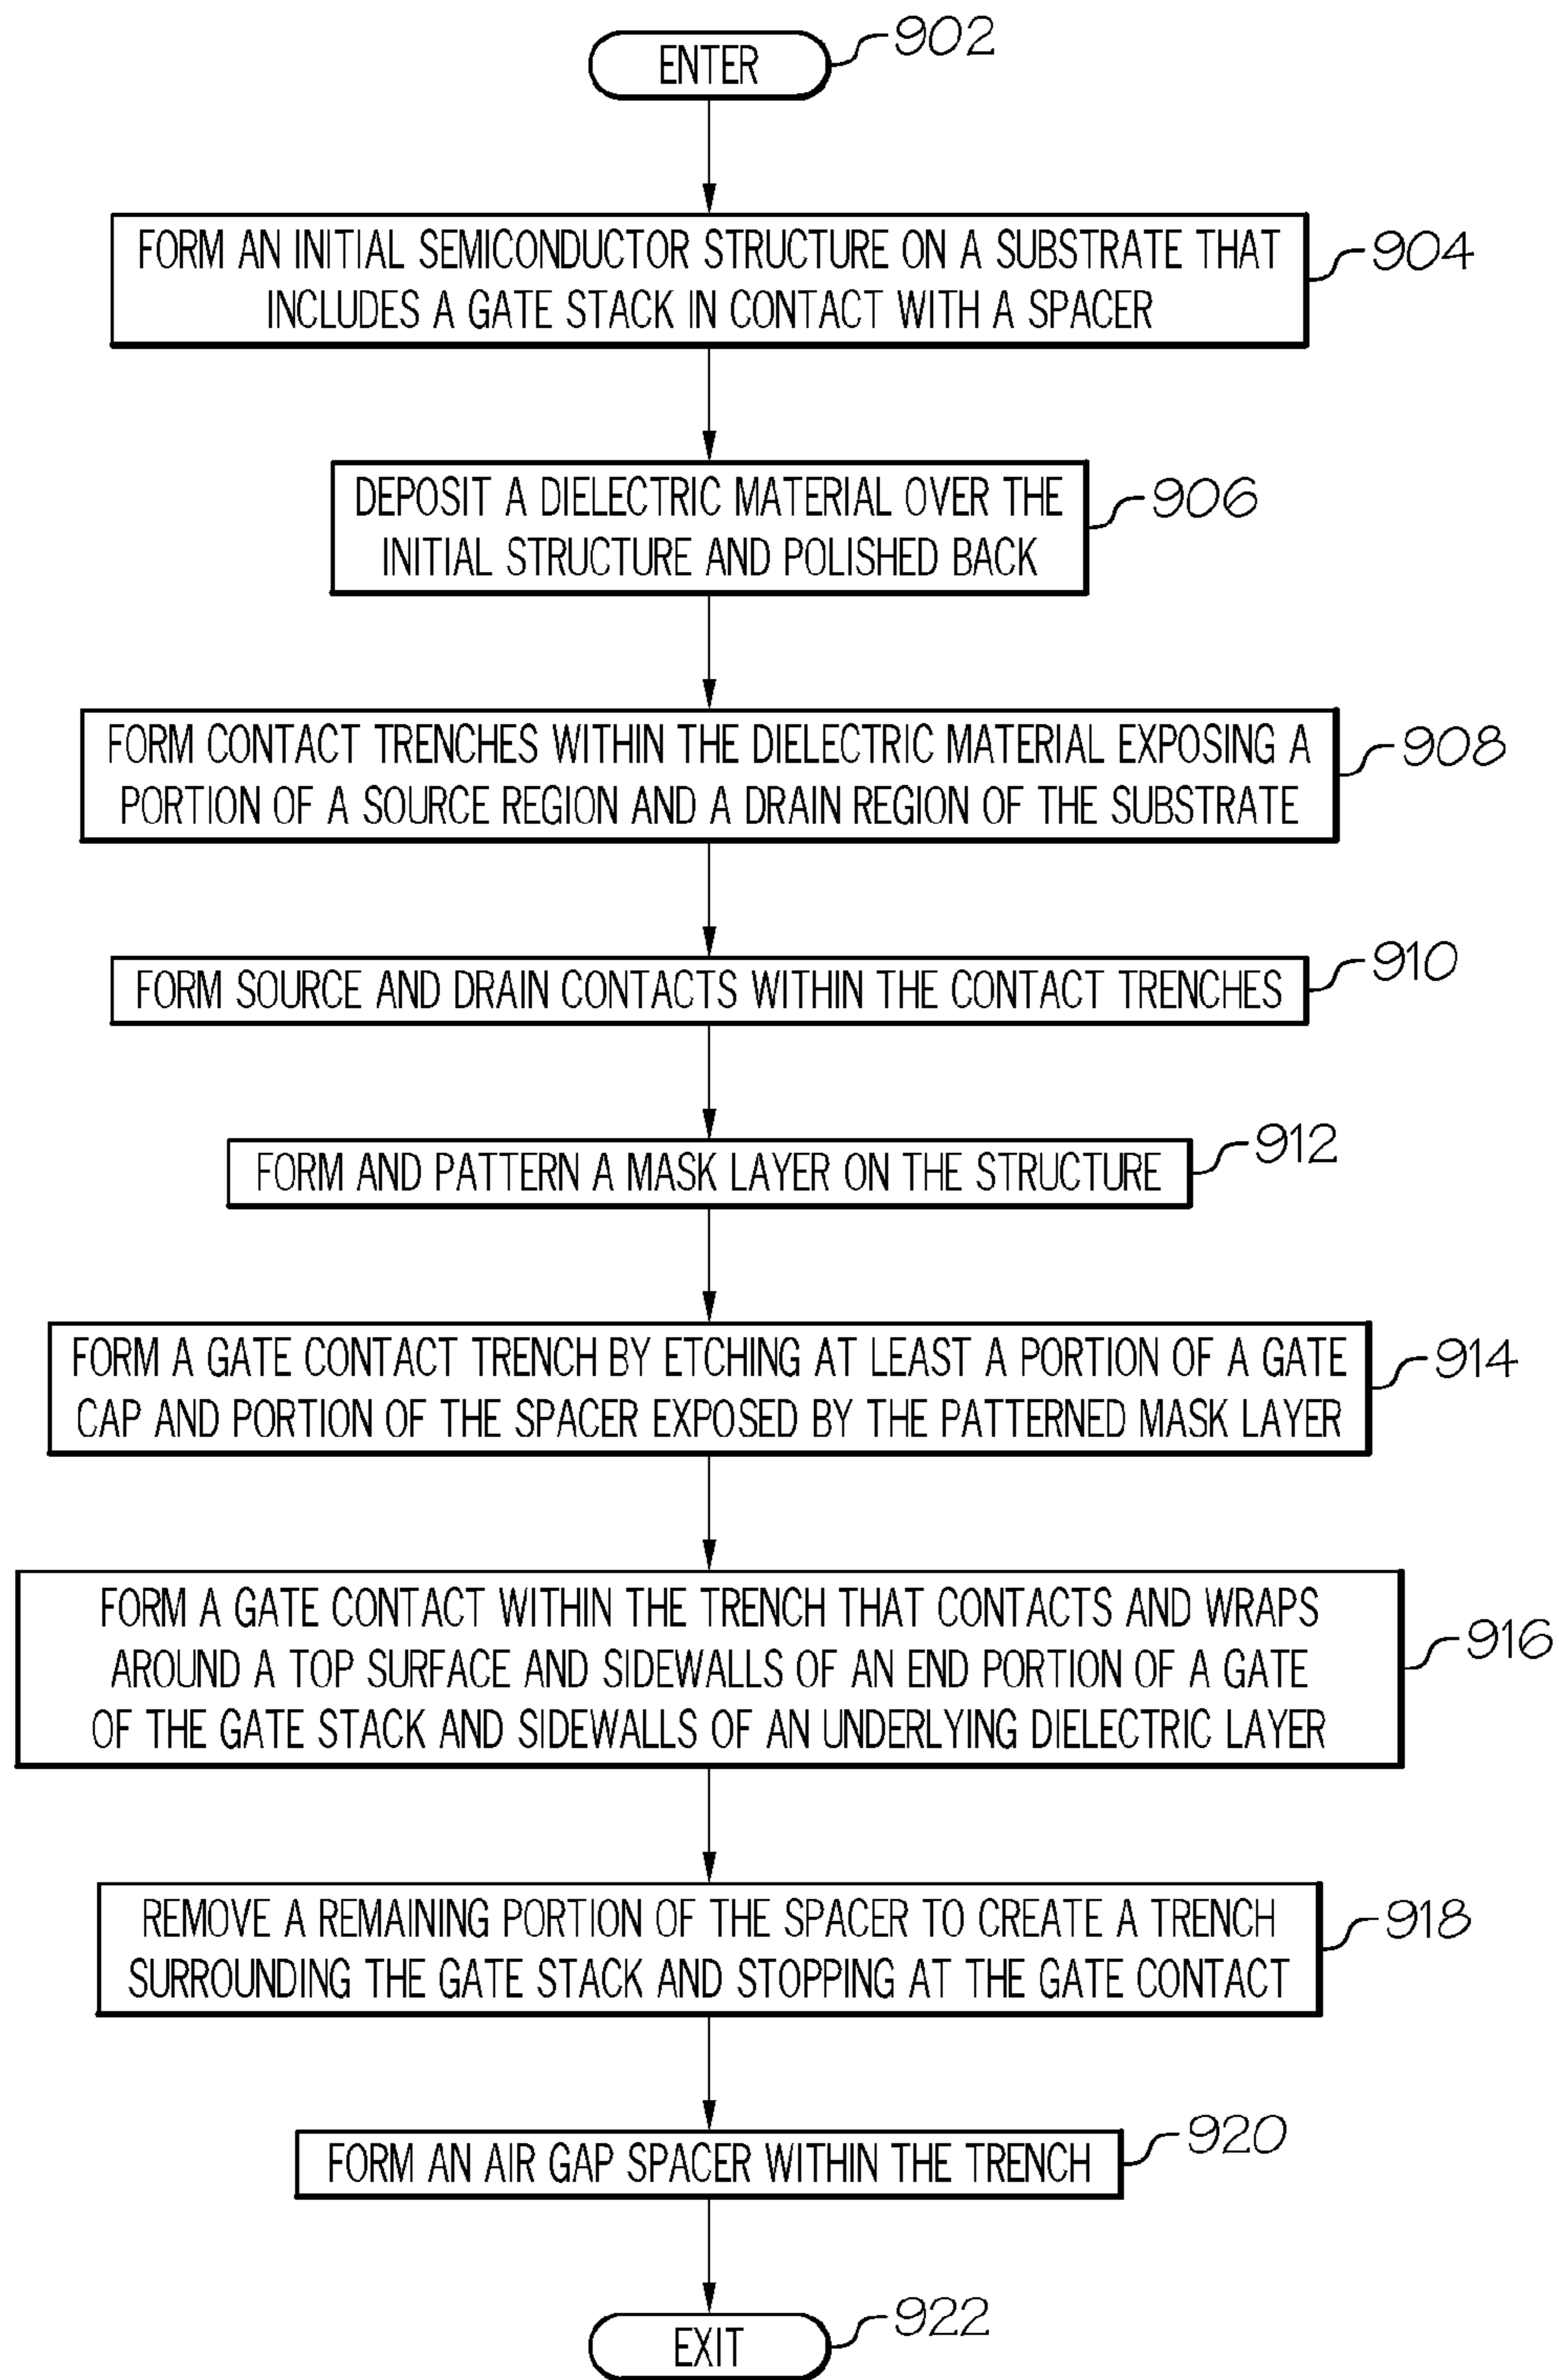 ENTER
902
FORM AN INITIAL SEMICONDUCTOR STRUCTURE ON A SUBSTRATE THAT
INCLUDES A GATE STACK IN CONTACT WITH A SPACER
904
DEPOSIT A DIELECTRIC MATERIAL OVER THE
INITIAL STRUCTURE AND POLISHED BACK
906
FORM CONTACT TRENCHES WITHIN THE DIELECTRIC MATERIAL EXPOSING A
PORTION OF A SOURCE REGION AND A DRAIN REGION OF THE SUBSTRATE
908
FORM SOURCE AND DRAIN CONTACTS WITHIN THE CONTACT TRENCHES
910
FORM AND PATTERN A MASK LAYER ON THE STRUCTURE
912
FORM A GATE CONTACT TRENCH BY ETCHING AT LEAST A PORTION OF A GATE
CAP AND PORTION OF THE SPACER EXPOSED BY THE PATTERNED MASK LAYER
914
FORM A GATE CONTACT WITHIN THE TRENCH THAT CONTACTS AND WRAPS
AROUND A TOP SURFACE AND SIDEWALLS OF AN END PORTION OF A GATE
OF THE GATE STACK AND SIDEWALLS OF AN UNDERLYING DIELECTRIC LAYER
916
REMOVE A REMAINING PORTION OF THE SPACER TO CREATE A TRENCH
SURROUNDING THE GATE STACK AND STOPPING AT THE GATE CONTACT
918
FORM AN AIR GAP SPACER WITHIN THE TRENCH
920
EXIT
922